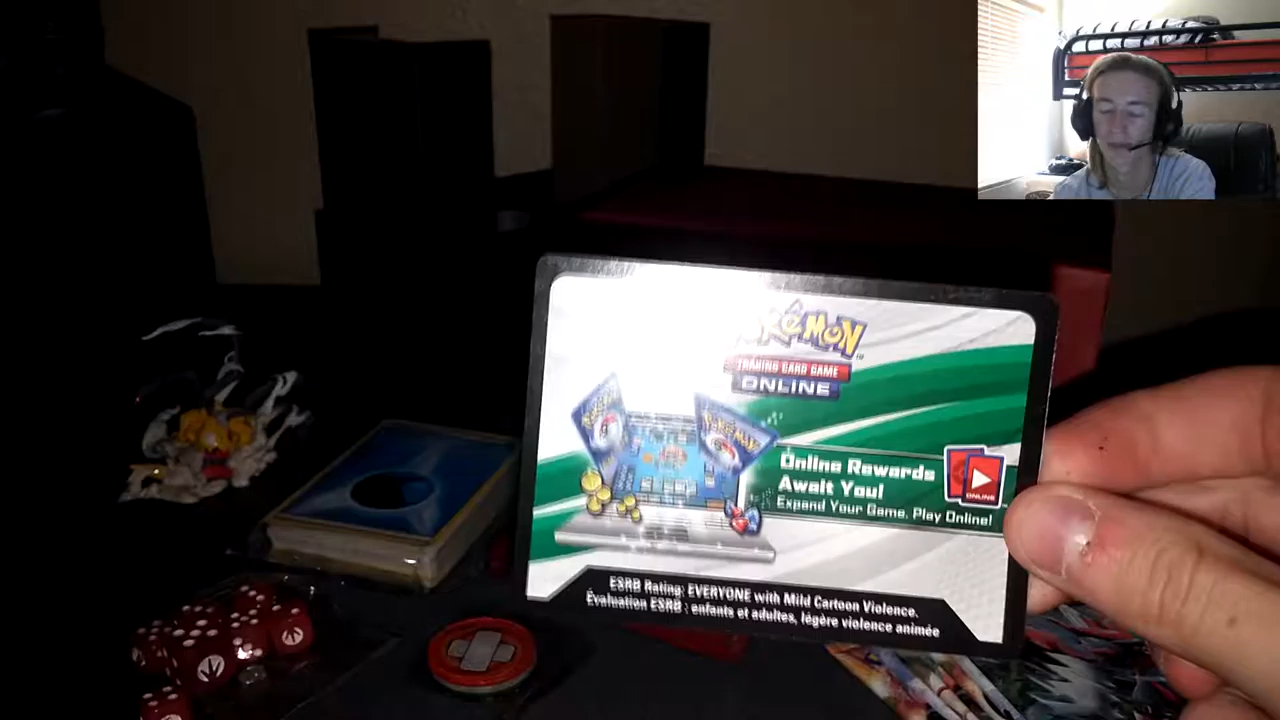 POKéMON
TRADING CARD GAME
ONLINE
Online Rewards
Await You!
Expand Your Game. Play Online!
ONLINE
ESRB Rating: EVERYONE with Mild Cartoon Violence.
Évaluation ESRB : enfants et adultes, légère violence animée